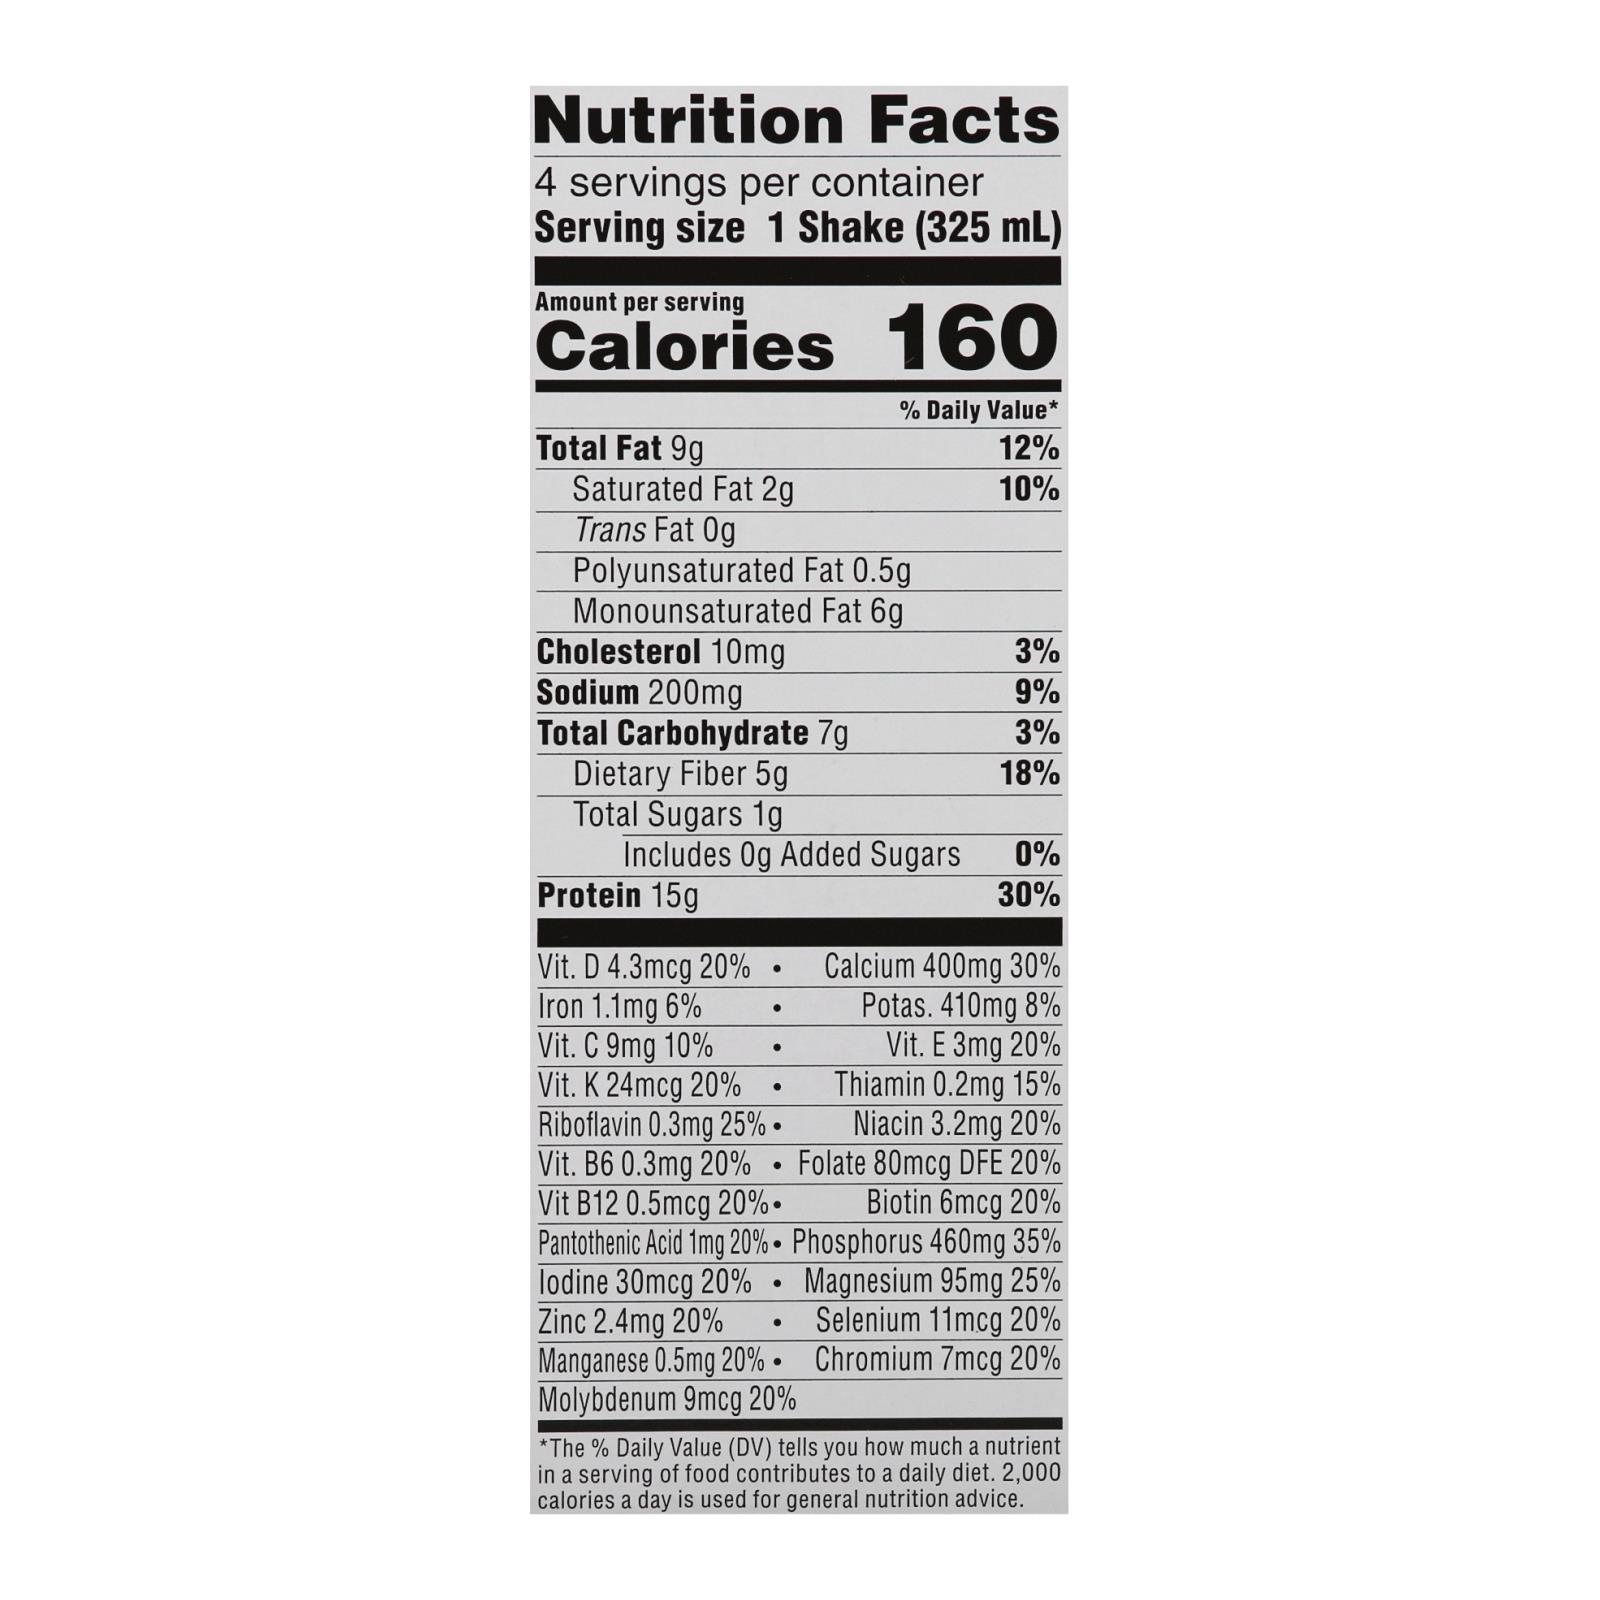 Nutrition Facts
4 servings per container
Serving size 1 Shake (325 mL)
Amount per serving
Calories 160
% Daily Value*
Total Fat 9g 12%
Saturated Fat 2g 10%
Trans Fat 0g
Polyunsaturated Fat 0.5g
Monounsaturated Fat 6g
Cholesterol 10mg 3%
Sodium 200mg 9%
Total Carbohydrate 7g 3%
Dietary Fiber 5g 18%
Total Sugars 1g
Includes 0g Added Sugars 0%
Protein 15g 30%
Vit. D 4.3mcg 20% • Calcium 400mg 30%
Iron 1.1mg 6% • Potas. 410mg 8%
Vit. C 9mg 10% • Vit. E 3mg 20%
Vit. K 24mcg 20% • Thiamin 0.2mg 15%
Riboflavin 0.3mg 25% • Niacin 3.2mg 20%
Vit. B6 0.3mg 20% • Folate 80mcg DFE 20%
Vit B12 0.5mcg 20% • Biotin 6mcg 20%
Pantothenic Acid 1mg 20% • Phosphorus 460mg 35%
Iodine 30mcg 20% • Magnesium 95mg 25%
Zinc 2.4mg 20% • Selenium 11mcg 20%
Manganese 0.5mg 20% • Chromium 7mcg 20%
Molybdenum 9mcg 20%
*The % Daily Value (DV) tells you how much a nutrient
in a serving of food contributes to a daily diet. 2,000
calories a day is used for general nutrition advice.